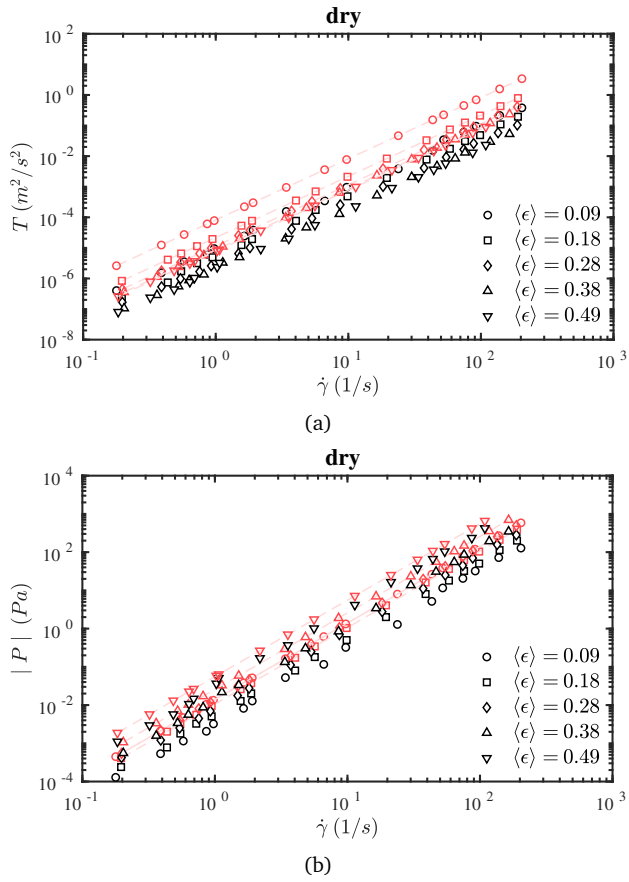 dry
10^2
10^0
10^-2
10^-4
10^-6
10^-8
T (m^2/s^2)
⟨ϵ⟩ = 0.09
⟨ϵ⟩ = 0.18
⟨ϵ⟩ = 0.28
⟨ϵ⟩ = 0.38
⟨ϵ⟩ = 0.49
10^-1 10^0 10^1 10^2 10^3
γ̇ (1/s)
(a)
dry
10^4
10^2
10^0
10^-2
10^-4
| P | (Pa)
⟨ϵ⟩ = 0.09
⟨ϵ⟩ = 0.18
⟨ϵ⟩ = 0.28
⟨ϵ⟩ = 0.38
⟨ϵ⟩ = 0.49
10^-1 10^0 10^1 10^2 10^3
γ̇ (1/s)
(b)